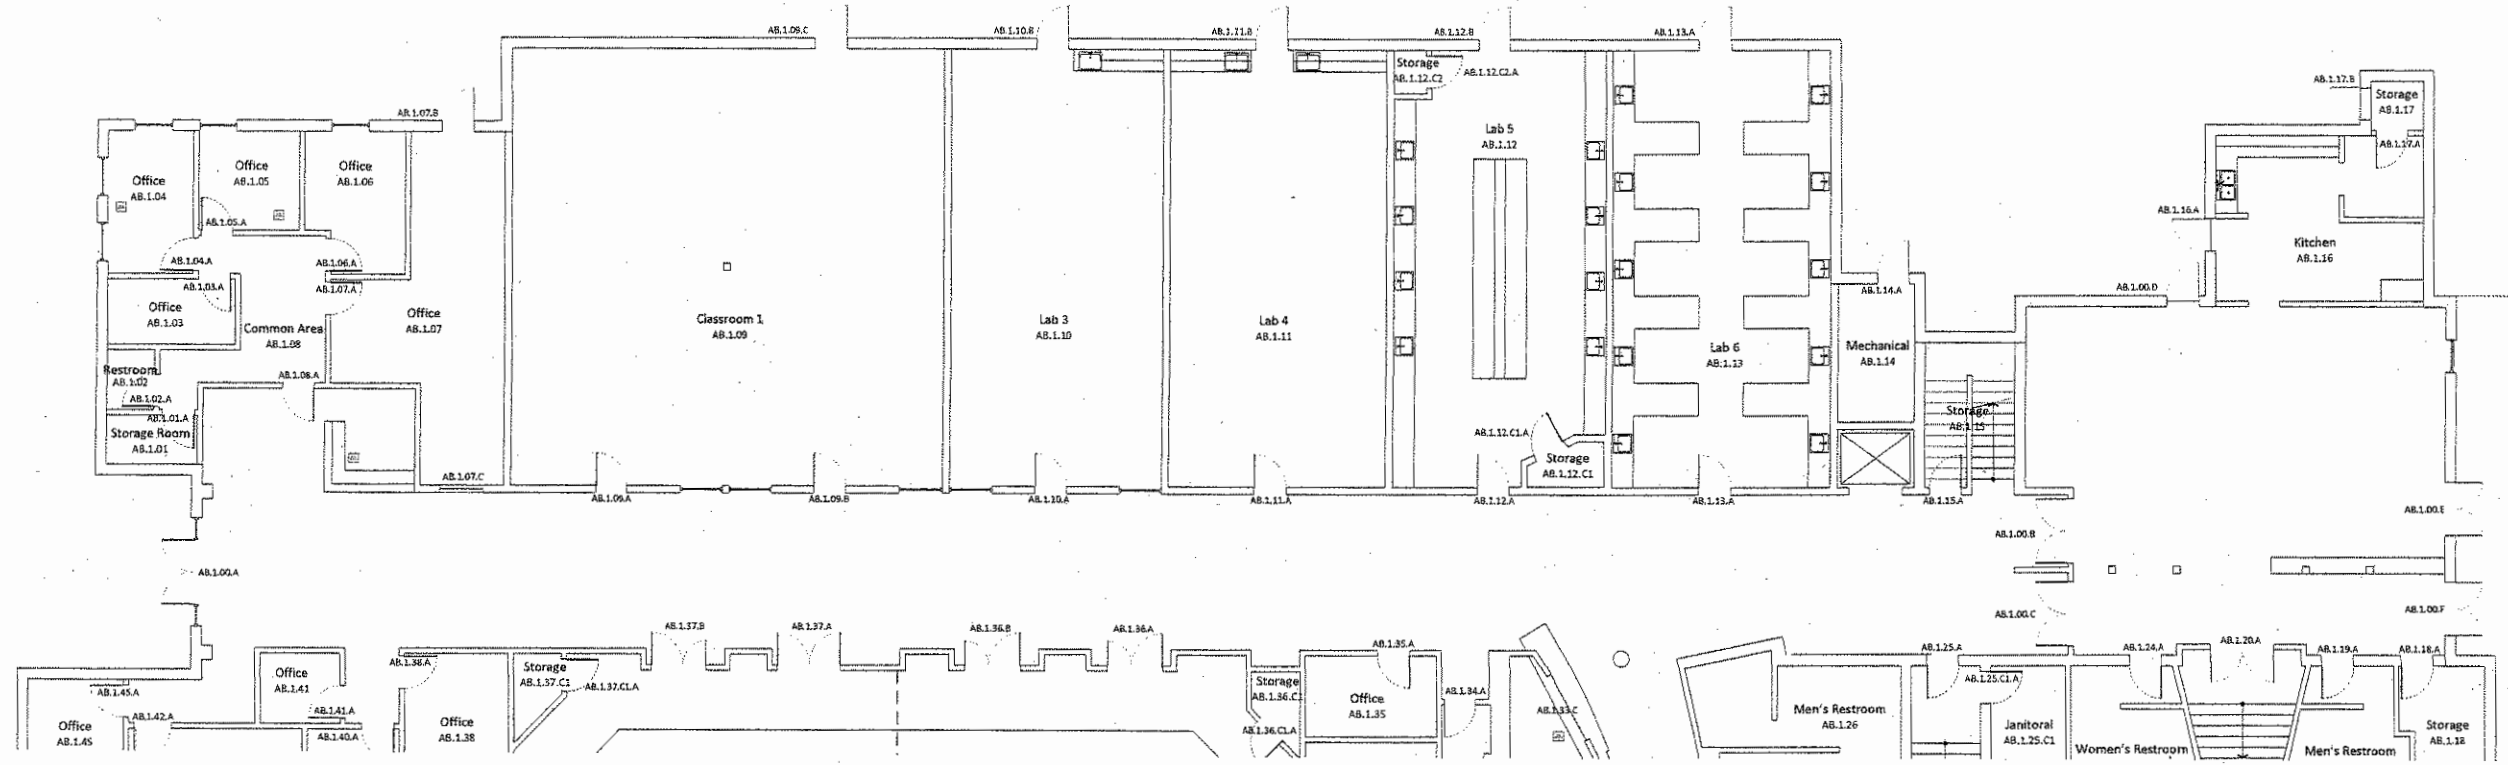 AB.1.09.C
AB.1.10.B
AB.1.11.B
AB.1.12.B
AB.1.13.A
Storage
AB.1.12.C2
AB.1.12.C2.A
AB.1.17.B
Storage
AB.1.17
AB.1.17.A
AB.1.07.B
Office
AB.1.04
Office
AB.1.05
Office
AB.1.06
Lab 5
AB.1.12
AB.1.05.A
AB.1.16.A
Kitchen
AB.1.16
AB.1.04.A
AB.1.06.A
AB.1.03.A
AB.1.07.A
AB.1.14.A
AB.1.00.D
Office
AB.1.03
Common Area
AB.1.08
Office
AB.1.07
Classroom 1
AB.1.09
Lab 3
AB.1.10
Lab 4
AB.1.11
Lab 6
AB.1.13
Mechanical
AB.1.14
Restroom
AB.1.02
AB.1.08.A
AB.1.02.A
AB.1.01.A
Storage Room
AB.1.01
Storage
AB.1.15
AB.1.12.C1.A
Storage
AB.1.12.C1
AB.1.07.C
AB.1.09.A
AB.1.09.B
AB.1.10.A
AB.1.11.A
AB.1.12.A
AB.1.13.A
AB.1.15.A
AB.1.00.E
AB.1.00.B
AB.1.00.A
AB.1.00.C
AB.1.00.F
AB.1.37.B
AB.1.37.A
AB.1.36.B
AB.1.36.A
AB.1.35.A
AB.1.25.A
AB.1.24.A
AB.1.20.A
AB.1.19.A
AB.1.18.A
AB.1.38.A
Storage
AB.1.37.C1
AB.1.37.C1.A
Office
AB.1.41
AB.1.45.A
AB.1.41.A
AB.1.42.A
AB.1.40.A
Office
AB.1.45
Office
AB.1.38
Storage
AB.1.36.C
AB.1.36.C1.A
Office
AB.1.35
AB.1.34.A
AB.1.33.C
Men's Restroom
AB.1.26
AB.1.25.C1.A
Janitoral
AB.1.25.C1
Women's Restroom
Men's Restroom
Storage
AB.1.18